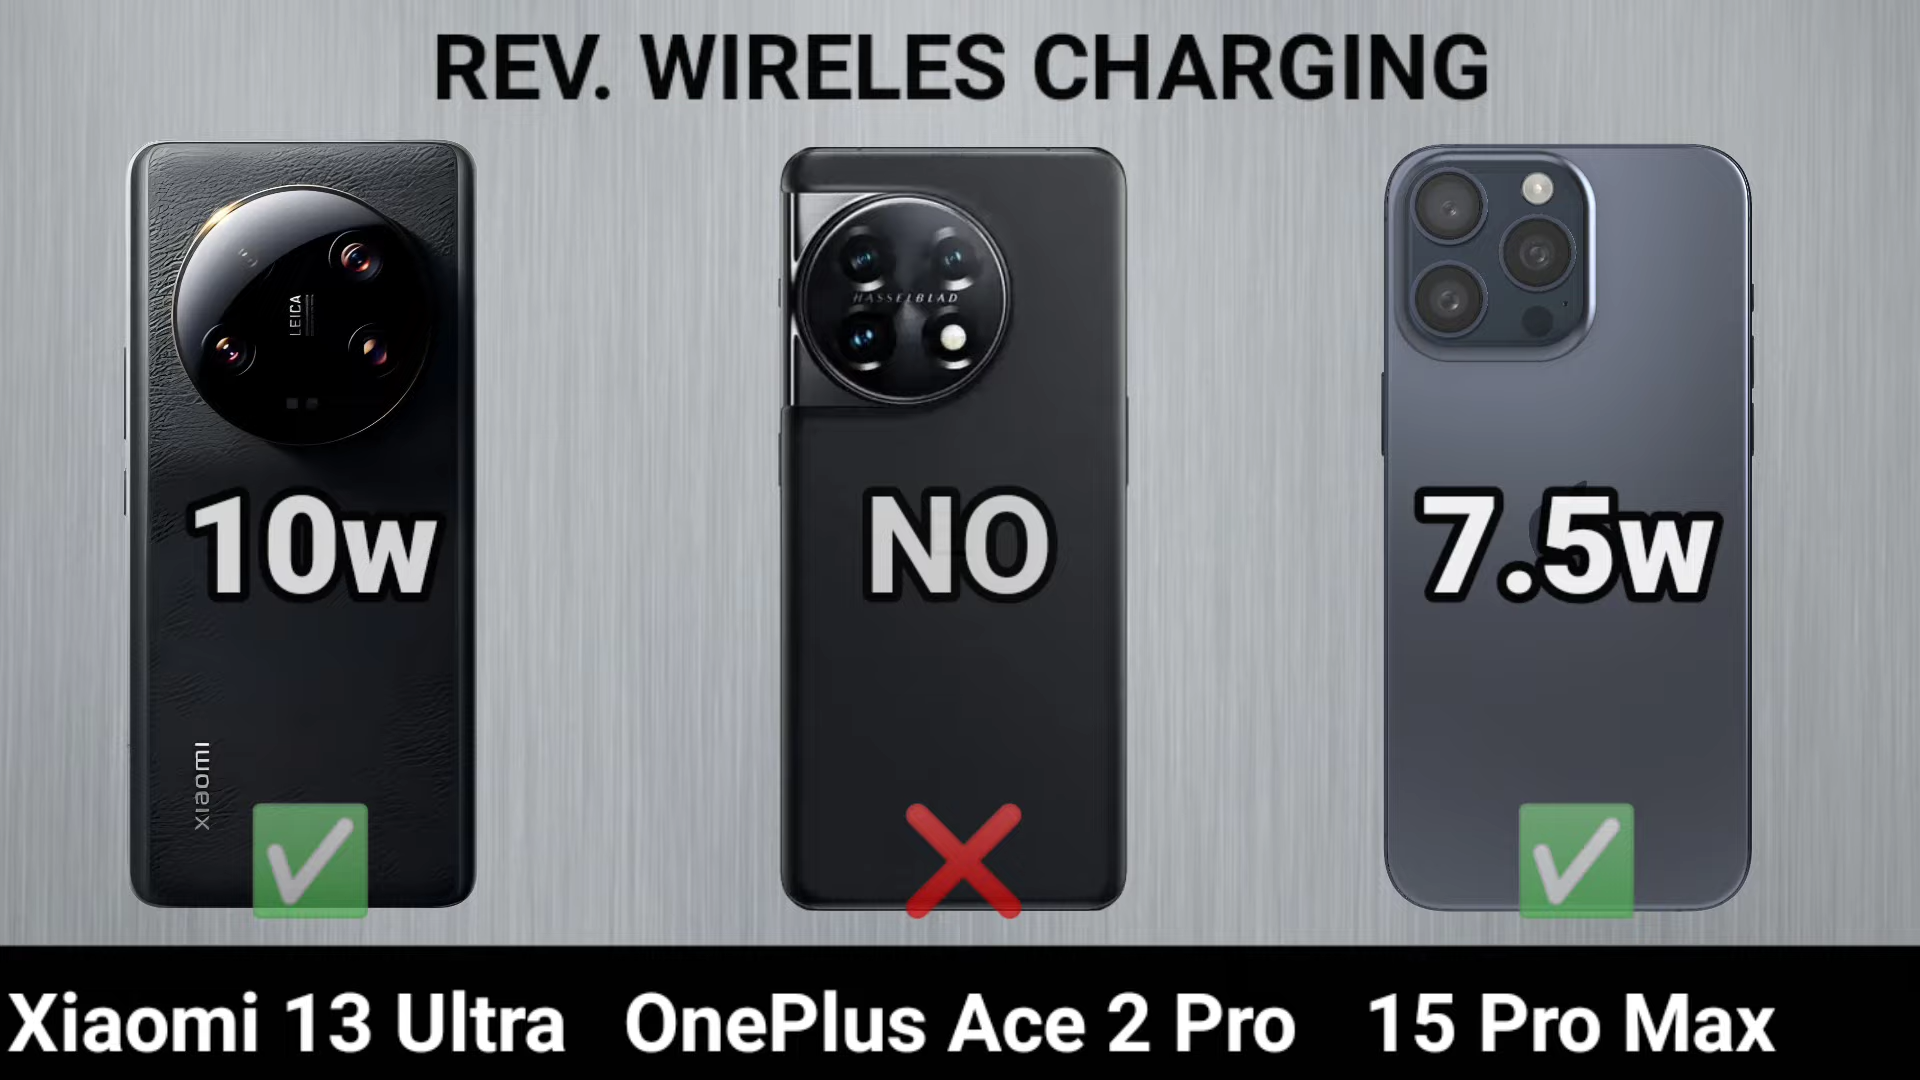 REV. WIRELES CHARGING
LEICA
HASSELBLAD
10w
NO
7.5w
xiaomi
Xiaomi 13 Ultra
OnePlus Ace 2 Pro
15 Pro Max